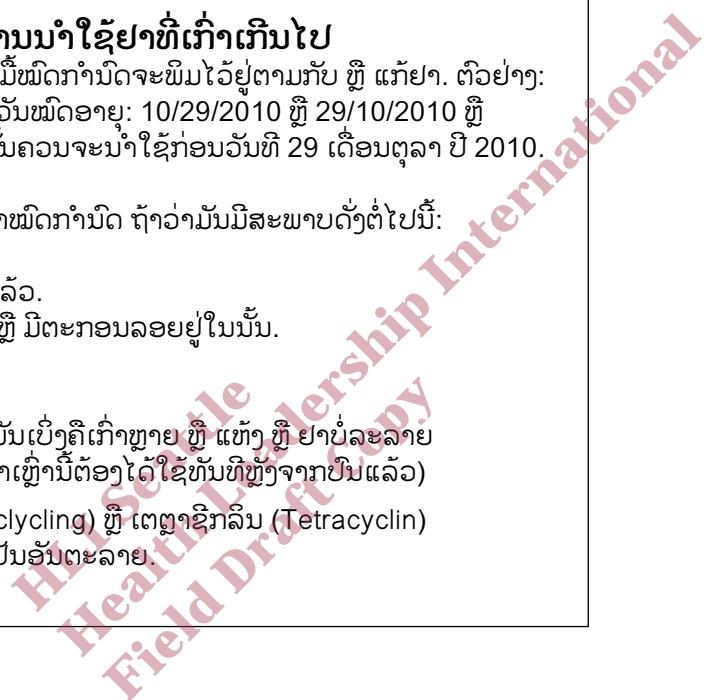 ານນຳໃຊ້ຢາທີ່ເກົ່າເກີນໄປ
ມື້ໝົດກຳນົດຈະພິມໄວ້ຢູ່ຕາມກັບ ຫຼື ແກ້ຢາ. ຕົວຢ່າງ:
ວັນໝົດອາຍຸ: 10/29/2010 ຫຼື 29/10/2010 ຫຼື
ັ້ນຄວນຈະນຳໃຊ້ກ່ອນວັນທີ 29 ເດືອນຕຸລາ ປີ 2010.
າໝົດກຳນົດ ຖ້າວ່າມັນມີສະພາບດັ່ງຕໍ່ໄປນີ້:
ລ້ວ.
ຫຼື ມີຕະກອນລອຍຢູ່ໃນນັ້ນ.
ັນເບິ່ງຄືເກົ່າຫຼາຍ ຫຼື ແຫ້ງ ຫຼື ຢາບໍ່ລະລາຍ
າເຫຼົ່ານີ້ຕ້ອງໄດ້ໃຊ້ທັນທີຫຼັງຈາກປົນແລ້ວ)
clycling) ຫຼື ເຕຕຼາຊີກລິນ (Tetracyclin)
ປັນອັນຕະລາຍ.
HLI Seattle
Health Leadership International
Field Draft Copy